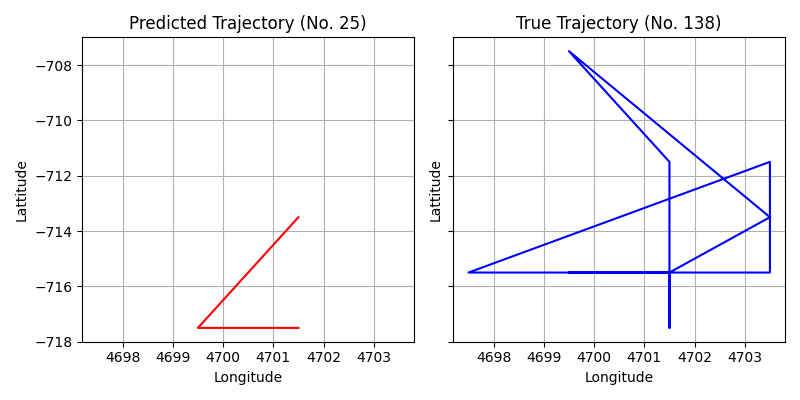 Predicted Trajectory (No. 25)
True Trajectory (No. 138)
Lattitude
−708
−710
−712
−714
−716
−718
4698 4699 4700 4701 4702 4703
Longitude
Lattitude
4698 4699 4700 4701 4702 4703
Longitude